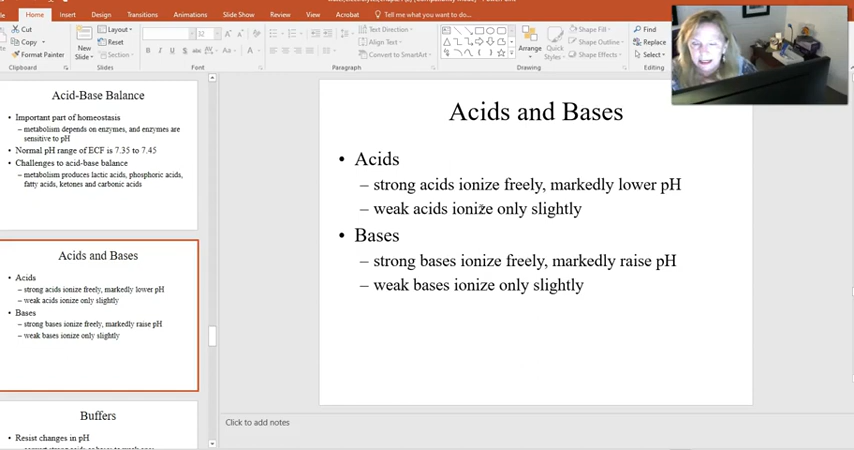 Home Insert Design Transitions Animations Slide Show Review View Acrobat Tell me what you want to do...
Cut
Copy
Format Painter
Clipboard
New
Slide
Layout
Reset
Section
Slides
32
B I U S abc AV Aa A
Font
Text Direction
Align Text
Convert to SmartArt
Paragraph
Arrange
Quick
Styles
Shape Fill
Shape Outline
Shape Effects
Drawing
Find
Replace
Select
Editing
Acid-Base Balance
• Important part of homeostasis
– metabolism depends on enzymes, and enzymes are
sensitive to pH
• Normal pH range of ECF is 7.35 to 7.45
• Challenges to acid-base balance
– metabolism produces lactic acids, phosphoric acids,
fatty acids, ketones and carbonic acids
Acids and Bases
• Acids
– strong acids ionize freely, markedly lower pH
– weak acids ionize only slightly
• Bases
– strong bases ionize freely, markedly raise pH
– weak bases ionize only slightly
Buffers
• Resist changes in pH
Acids and Bases
• Acids
– strong acids ionize freely, markedly lower pH
– weak acids ionize only slightly
• Bases
– strong bases ionize freely, markedly raise pH
– weak bases ionize only slightly
Click to add notes